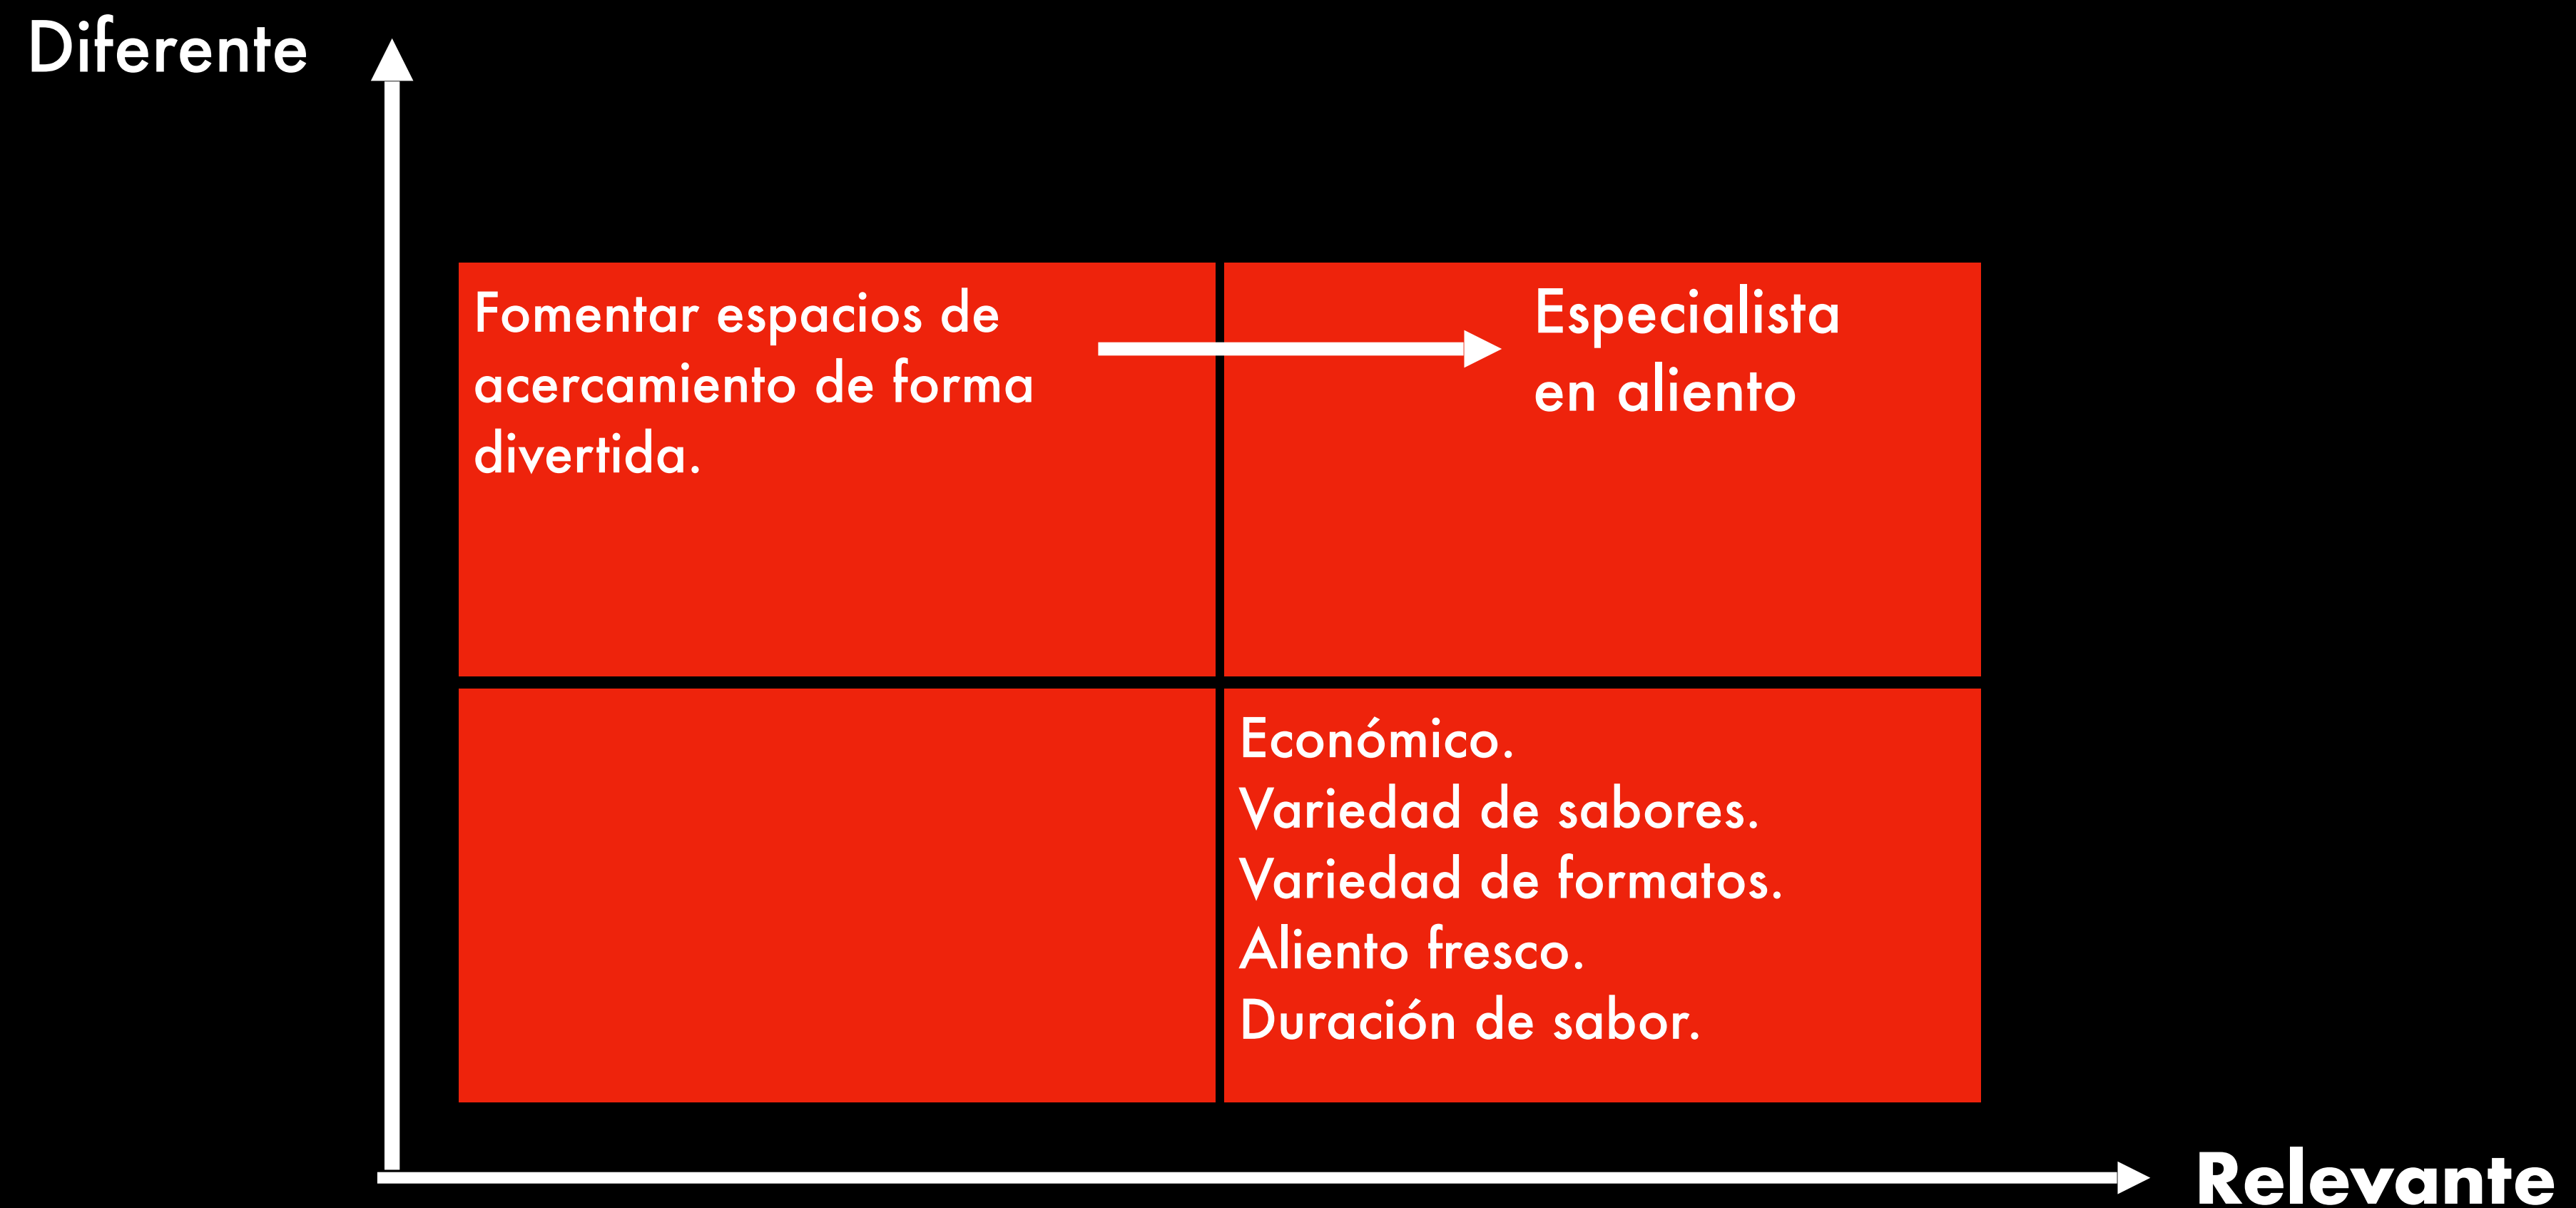 Diferente
Fomentar espacios de
acercamiento de forma
divertida.
Especialista
en aliento
Económico.
Variedad de sabores.
Variedad de formatos.
Aliento fresco.
Duración de sabor.
Relevante